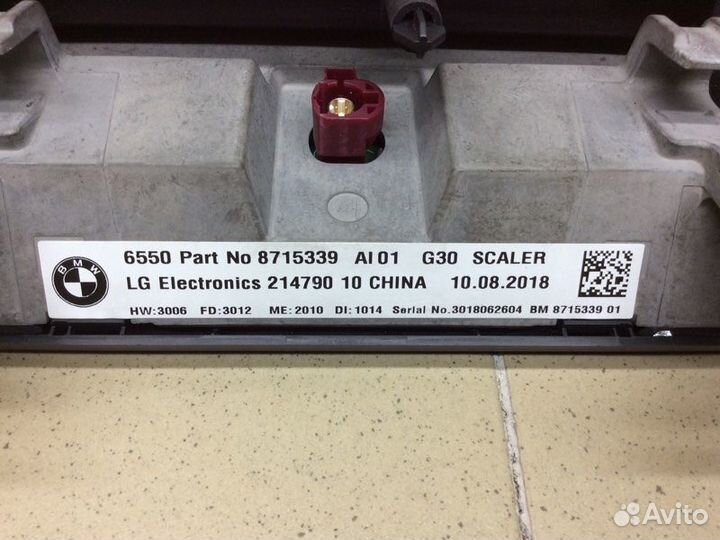 BMW
6550 Part No 8715339 AI 01 G30 SCALER
LG Electronics 214790 10 CHINA 10.08.2018
HW:3006 FD:3012 ME:2010 DI:1014 Serial No.3018062604 BM 8715339 01
Avito